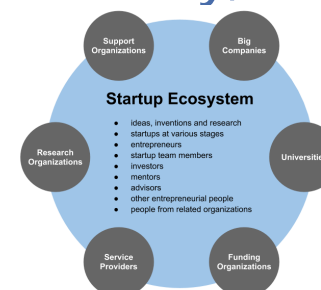 Support
Organizations
Big
Companies
Startup Ecosystem
● ideas, inventions and research
● startups at various stages
● entrepreneurs
● startup team members
● investors
● mentors
● advisors
● other entrepreneurial people
● people from related organizations
Research
Organizations
Service
Providers
Funding
Organizations